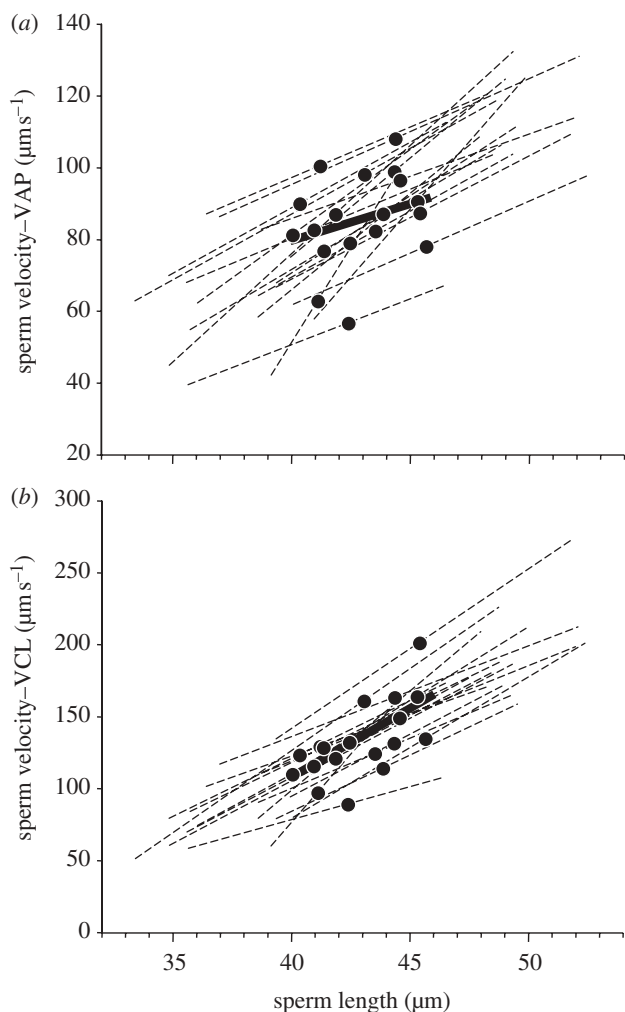 (a)
140
120
100
80
60
40
20
sperm velocity–VAP (µm s⁻¹)
(b)
300
250
200
150
100
50
0
sperm velocity–VCL (µm s⁻¹)
35 40 45 50
sperm length (µm)